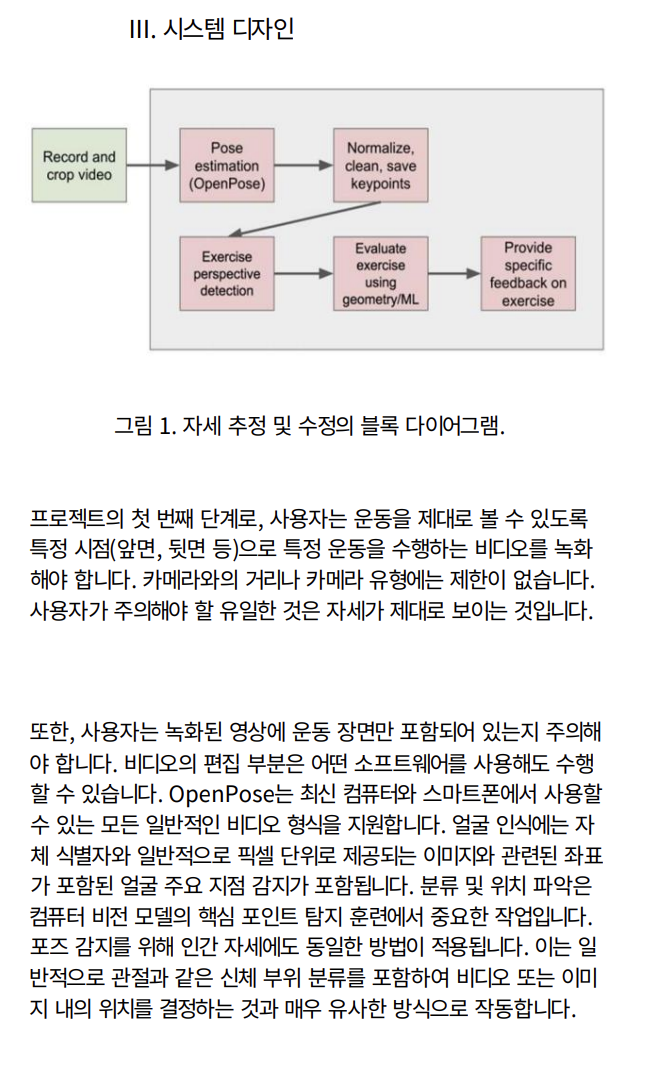 III. 시스템 디자인
Record and
crop video
Pose
estimation
(OpenPose)
Normalize,
clean, save
keypoints
Exercise
perspective
detection
Evaluate
exercise
using
geometry/ML
Provide
specific
feedback on
exercise
그림 1. 자세 추정 및 수정의 블록 다이어그램.
프로젝트의 첫 번째 단계로, 사용자는 운동을 제대로 볼 수 있도록
특정 시점(앞면, 뒷면 등)으로 특정 운동을 수행하는 비디오를 녹화
해야 합니다. 카메라와의 거리나 카메라 유형에는 제한이 없습니다.
사용자가 주의해야 할 유일한 것은 자세가 제대로 보이는 것입니다.
또한, 사용자는 녹화된 영상에 운동 장면만 포함되어 있는지 주의해
야 합니다. 비디오의 편집 부분은 어떤 소프트웨어를 사용해도 수행
할 수 있습니다. OpenPose는 최신 컴퓨터와 스마트폰에서 사용할
수 있는 모든 일반적인 비디오 형식을 지원합니다. 얼굴 인식에는 자
체 식별자와 일반적으로 픽셀 단위로 제공되는 이미지와 관련된 좌표
가 포함된 얼굴 주요 지점 감지가 포함됩니다. 분류 및 위치 파악은
컴퓨터 비전 모델의 핵심 포인트 탐지 훈련에서 중요한 작업입니다.
포즈 감지를 위해 인간 자세에도 동일한 방법이 적용됩니다. 이는 일
반적으로 관절과 같은 신체 부위 분류를 포함하여 비디오 또는 이미
지 내의 위치를 결정하는 것과 매우 유사한 방식으로 작동합니다.